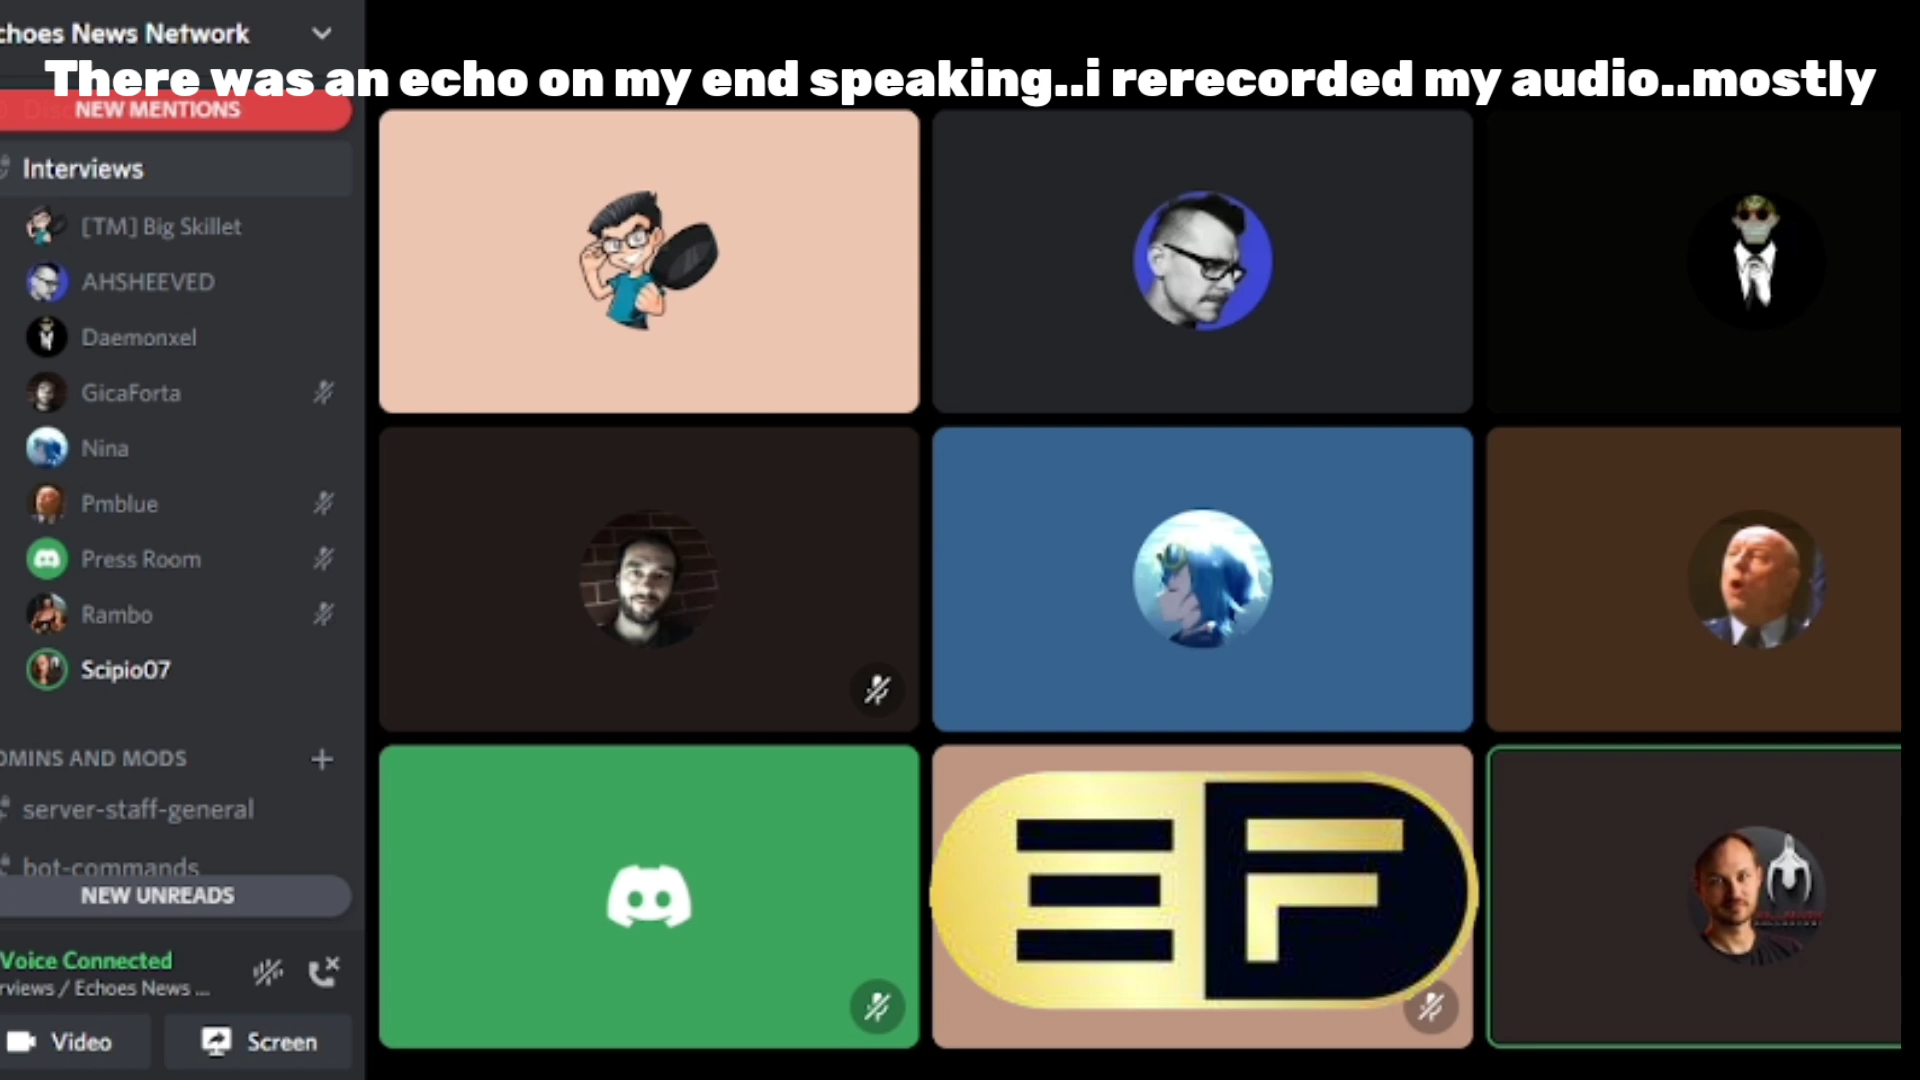 choes News Network
There was an echo on my end speaking..i rerecorded my audio..mostly
NEW MENTIONS
Interviews
[TM] Big Skillet
AHSHEEVED
Daemonxel
GicaForta
Nina
Pmblue
Press Room
Rambo
Scipio07
OMINS AND MODS
server-staff-general
bot-commands
NEW UNREADS
Voice Connected
rviews / Echoes News ...
Video
Screen
EF